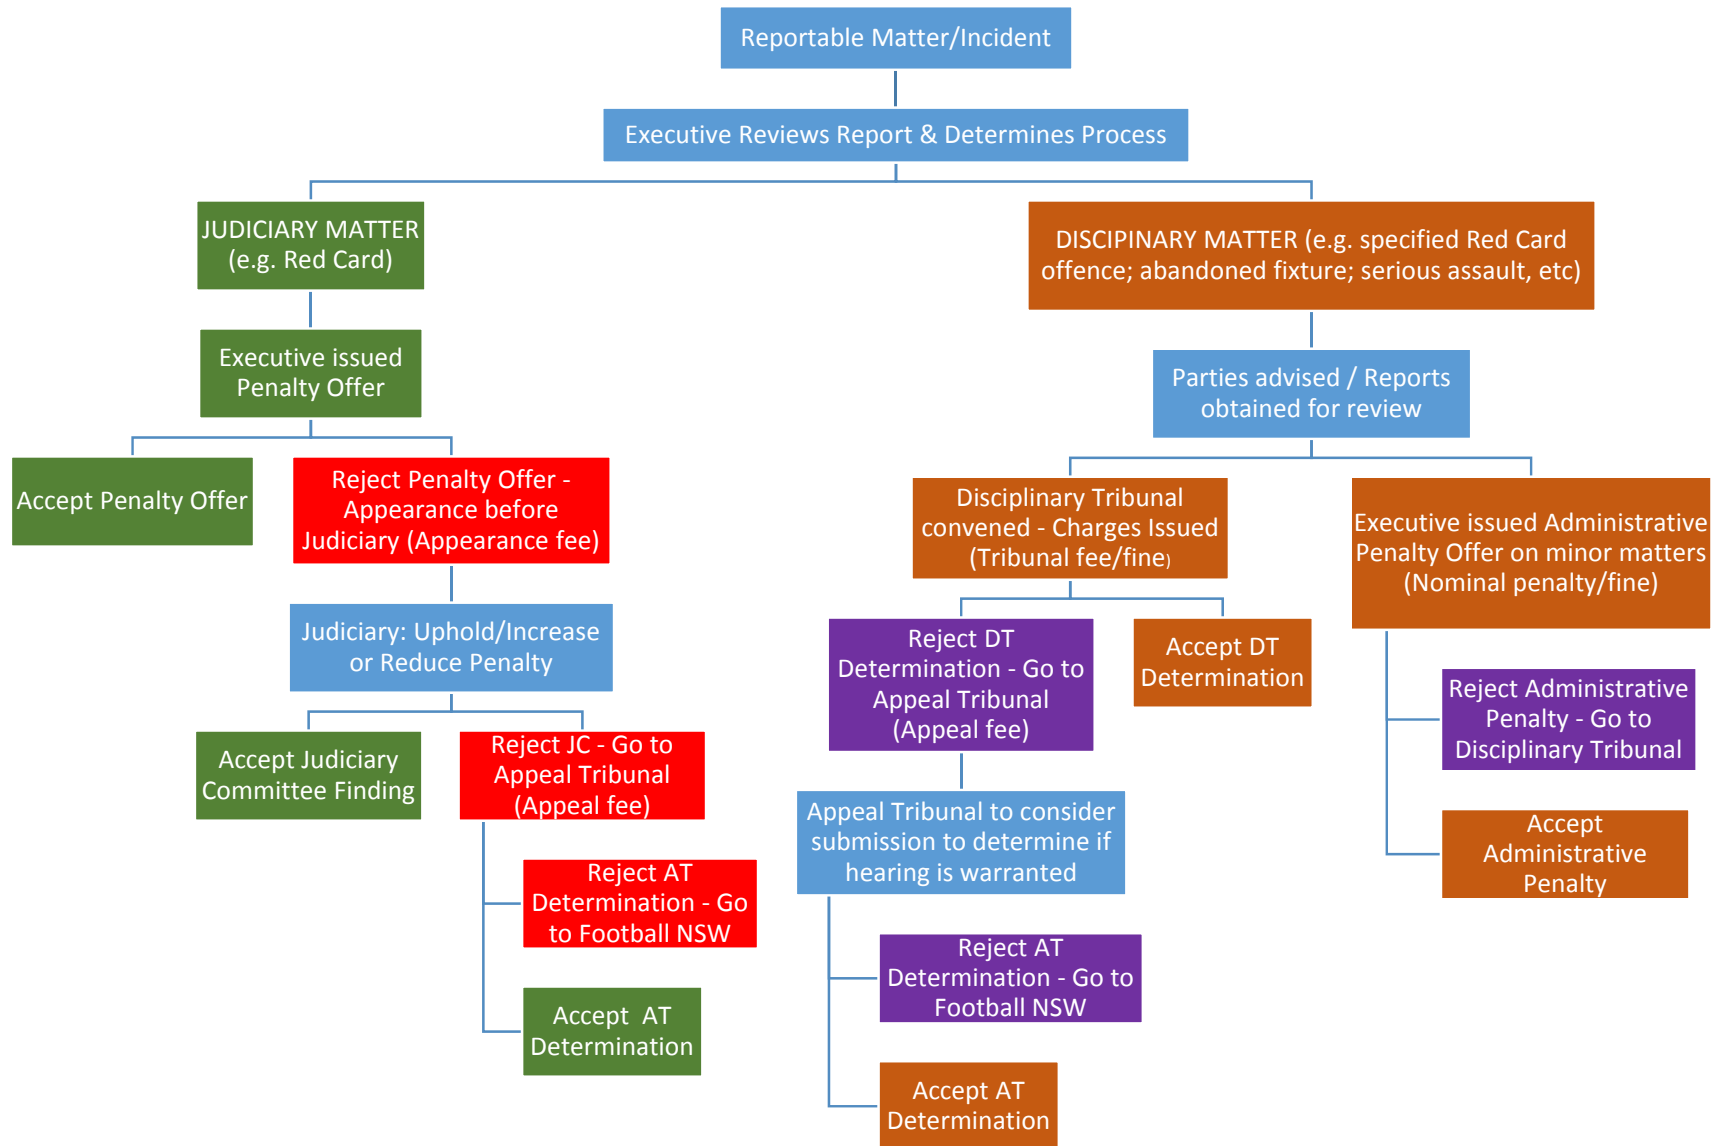 Reportable Matter/Incident
Executive Reviews Report & Determines Process
JUDICIARY MATTER
(e.g. Red Card)
Executive issued
Penalty Offer
Accept Penalty Offer
Reject Penalty Offer -
Appearance before
Judiciary (Appearance fee)
Judiciary: Uphold/Increase
or Reduce Penalty
Accept Judiciary
Committee Finding
Reject JC - Go to
Appeal Tribunal
(Appeal fee)
Reject AT
Determination - Go
to Football NSW
Accept  AT
Determination
DISCIPINARY MATTER (e.g. specified Red Card
offence; abandoned fixture; serious assault, etc)
Parties advised / Reports
obtained for review
Disciplinary Tribunal
convened - Charges Issued
(Tribunal fee/fine)
Reject DT
Determination - Go to
Appeal Tribunal
(Appeal fee)
Accept DT
Determination
Appeal Tribunal to consider
submission to determine if
hearing is warranted
Reject AT
Determination - Go to
Football NSW
Accept AT
Determination
Executive issued Administrative
Penalty Offer on minor matters
(Nominal penalty/fine)
Reject Administrative
Penalty - Go to
Disciplinary Tribunal
Accept
Administrative
Penalty